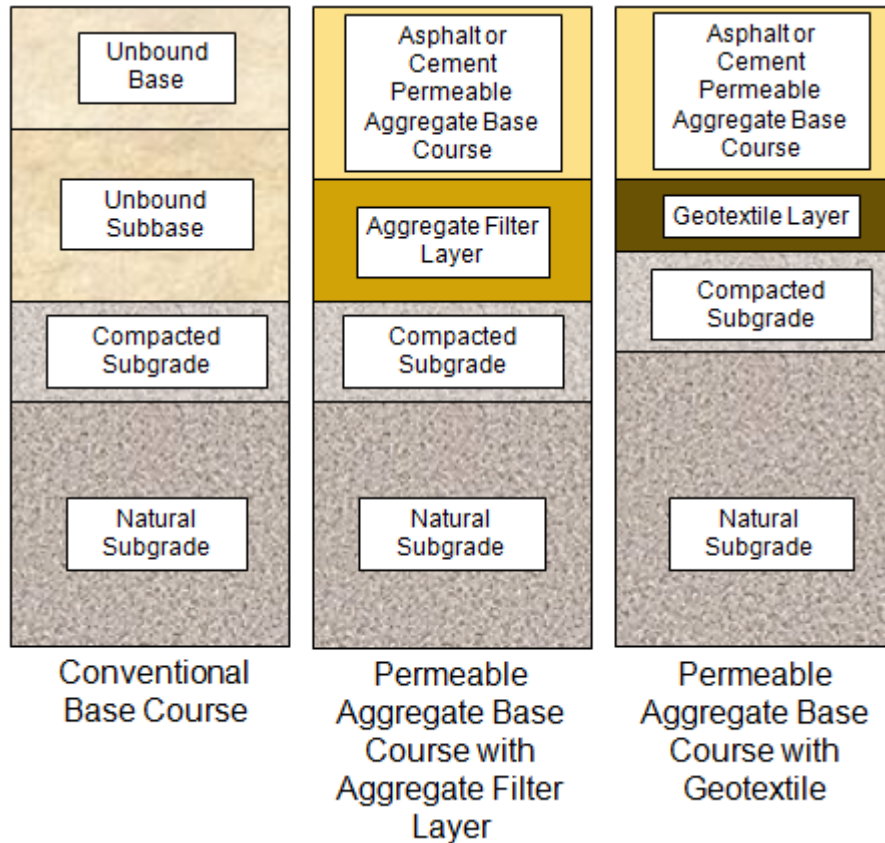 Unbound
Base
Unbound
Subbase
Compacted
Subgrade
Natural
Subgrade
Conventional
Base Course
Asphalt or
Cement
Permeable
Aggregate Base
Course
Aggregate Filter
Layer
Compacted
Subgrade
Natural
Subgrade
Permeable
Aggregate Base
Course with
Aggregate Filter
Layer
Asphalt or
Cement
Permeable
Aggregate Base
Course
Geotextile Layer
Compacted
Subgrade
Natural
Subgrade
Permeable
Aggregate Base
Course with
Geotextile